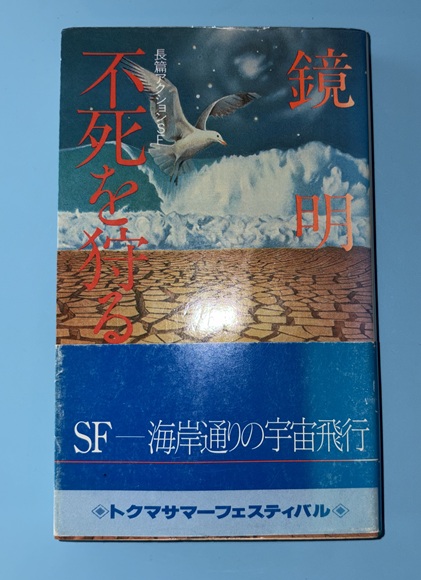 鏡明
長篇アクションSF
不死を狩る
SF—海岸通りの宇宙飛行
◈トクマサマーフェスティバル◈